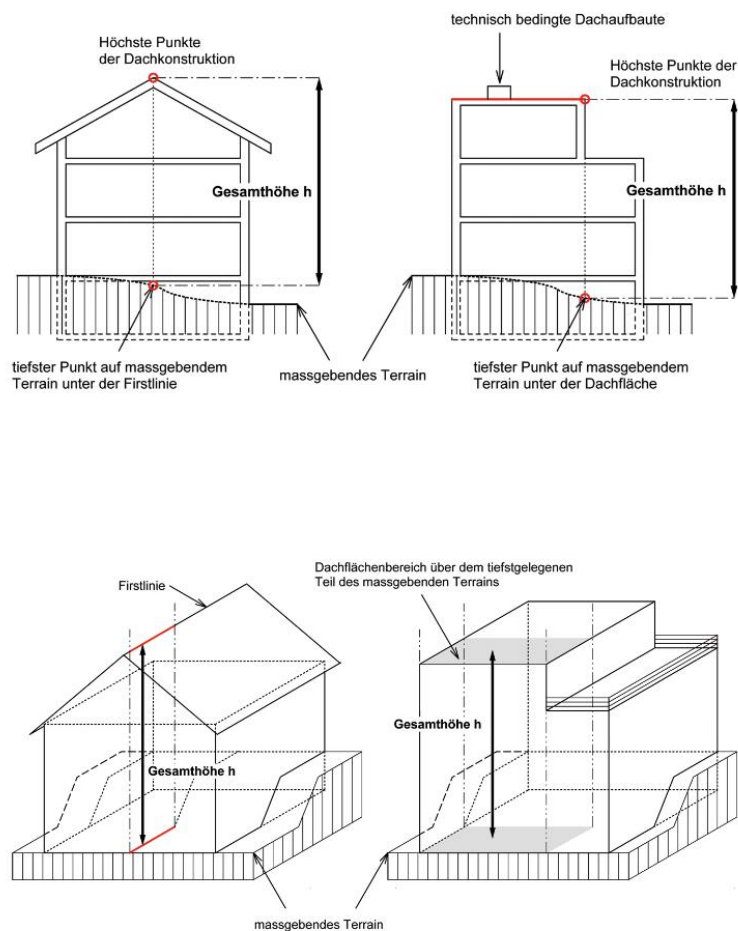 technisch bedingte Dachaufbaute
Höchste Punkte
der Dachkonstruktion
Höchste Punkte der
Dachkonstruktion
Gesamthöhe h
Gesamthöhe h
tiefster Punkt auf massgebendem
Terrain unter der Firstlinie
massgebendes Terrain
tiefster Punkt auf massgebendem
Terrain unter der Dachfläche
Firstlinie
Dachflächenbereich über dem tiefstgelegenen
Teil des massgebenden Terrains
Gesamthöhe h
Gesamthöhe h
massgebendes Terrain